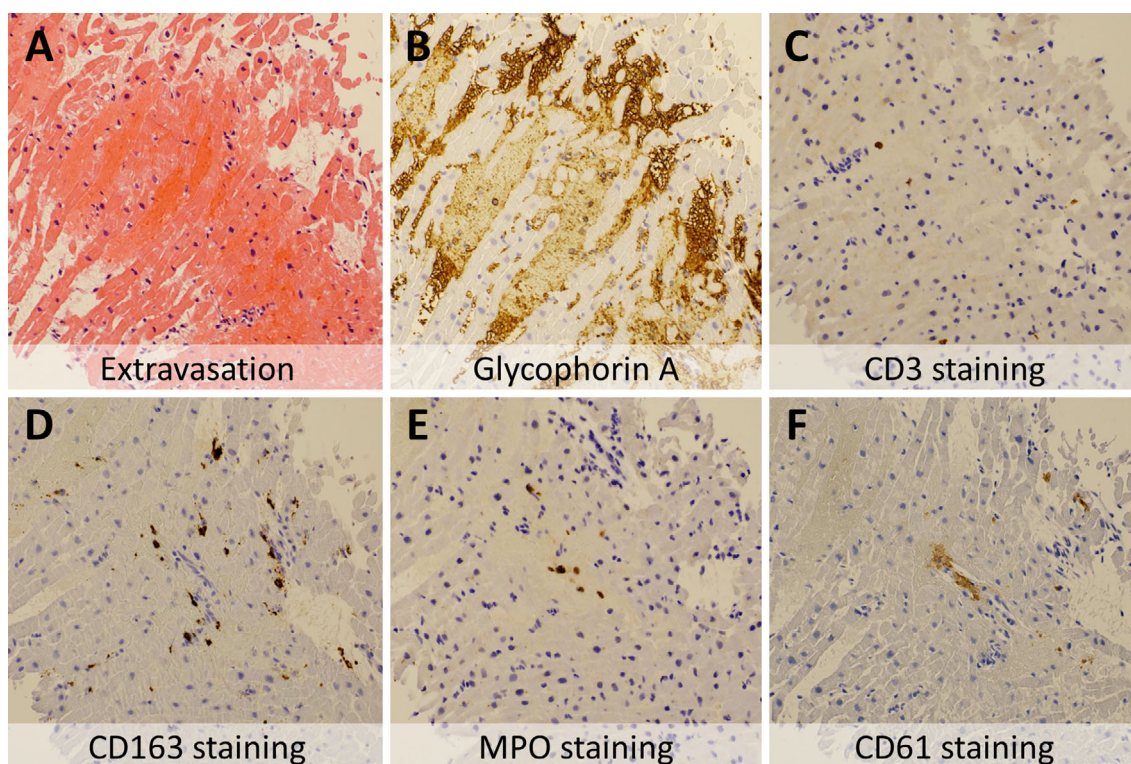 A
Extravasation
B
Glycophorin A
C
CD3 staining
D
CD163 staining
E
MPO staining
F
CD61 staining